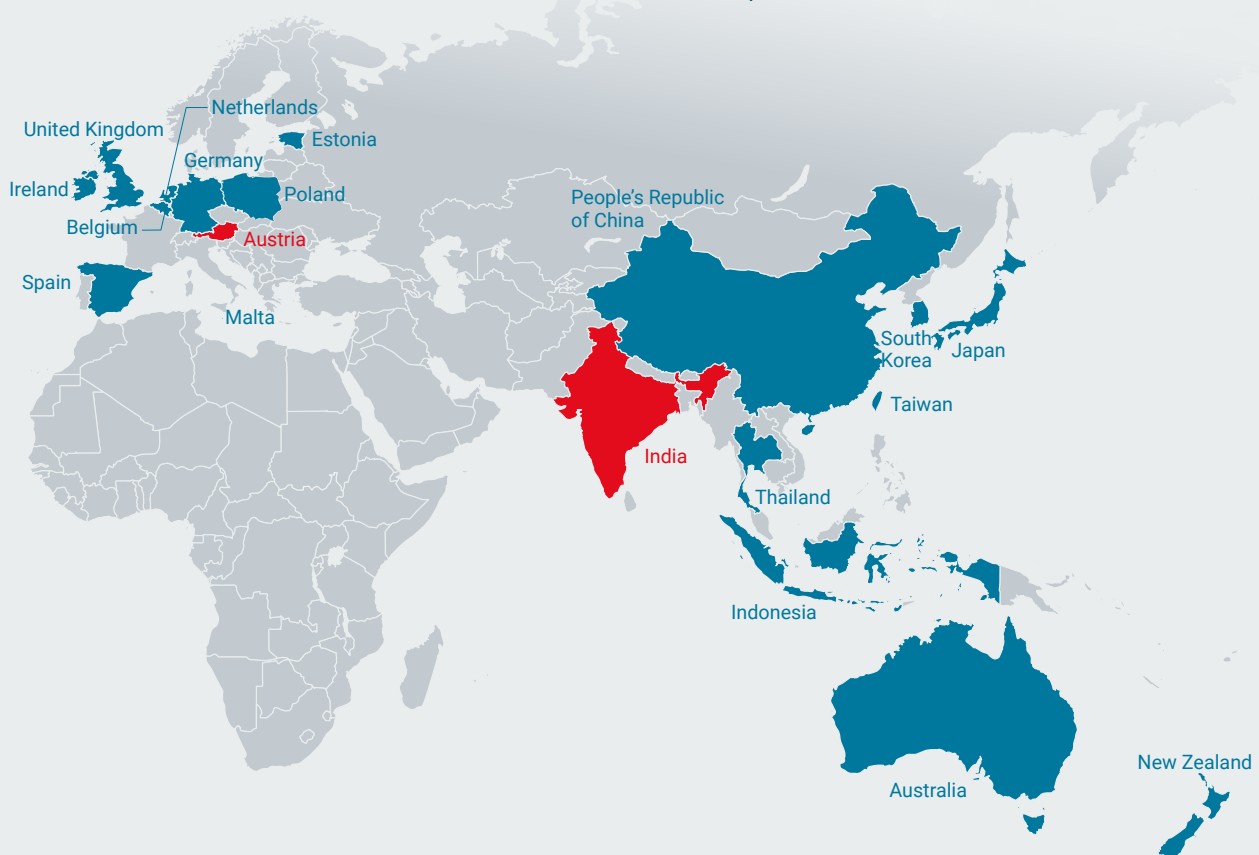 Netherlands
United Kingdom
Estonia
Germany
Ireland
Poland
Belgium
Austria
Spain
Malta
People's Republic
of China
South
Korea
Japan
Taiwan
India
Thailand
Indonesia
New Zealand
Australia